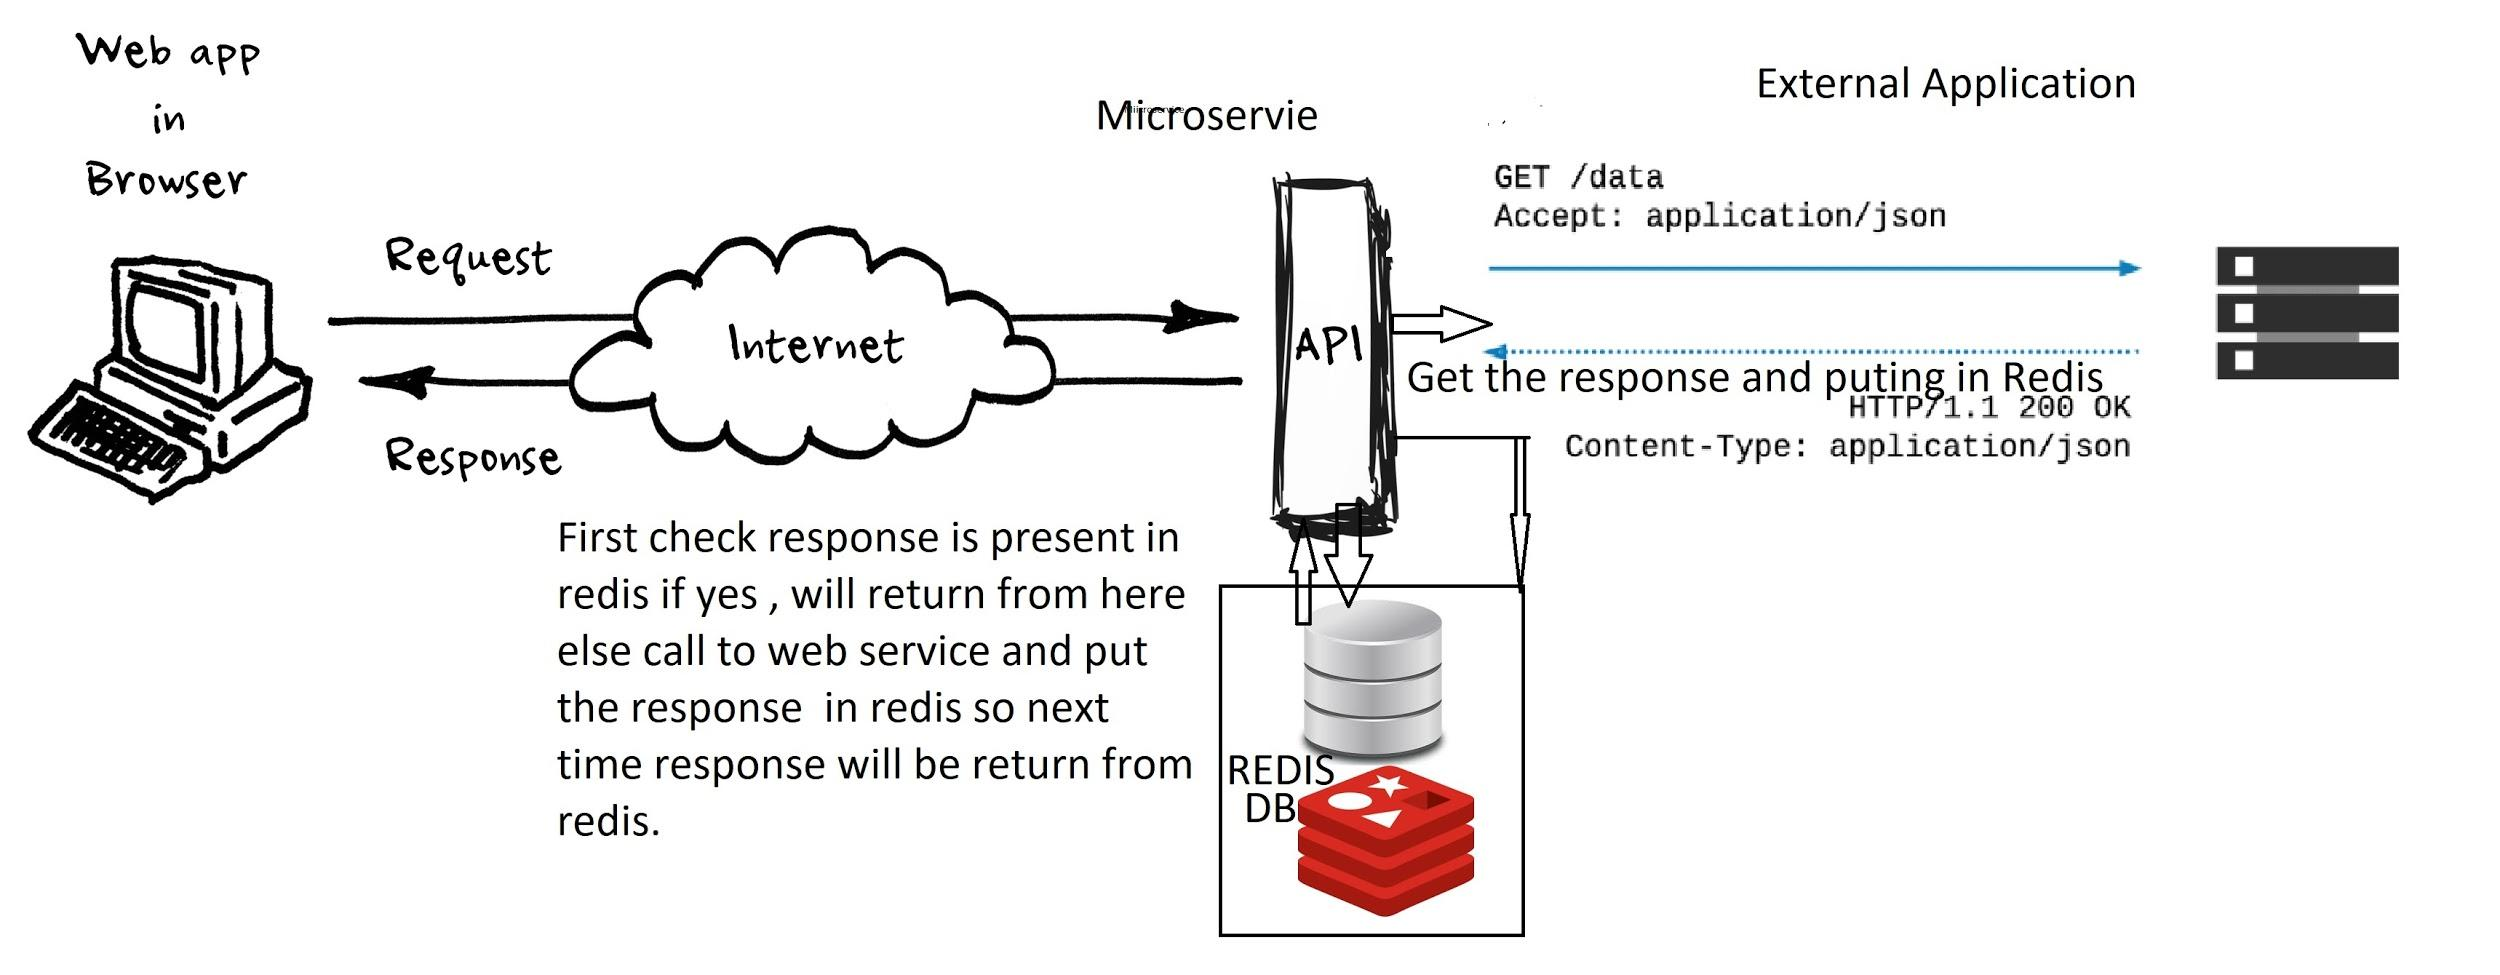 Web app
in
Browser
Request
Response
Internet
Microservie
Microservice
API
External Application
GET /data
Accept: application/json
Get the response and puting in Redis
HTTP/1.1 200 OK
Content-Type: application/json
First check response is present in
redis if yes , will return from here
else call to web service and put
the response  in redis so next
time response will be return from
redis.
REDIS
DB